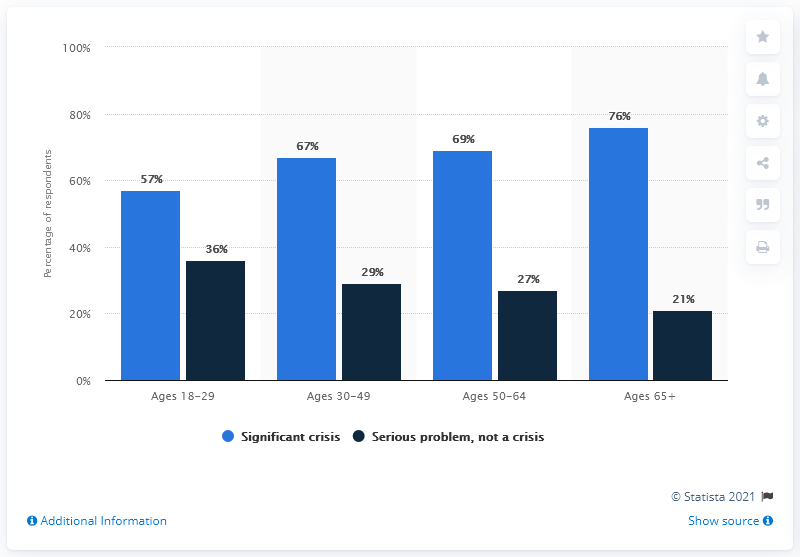 100%
80%
60%
40%
20%
0%
Percentage of respondents
57%
36%
67%
29%
69%
27%
76%
21%
Ages 18-29
Ages 30-49
Ages 50-64
Ages 65+
Significant crisis
Serious problem, not a crisis
© Statista 2021
Additional Information
Show source